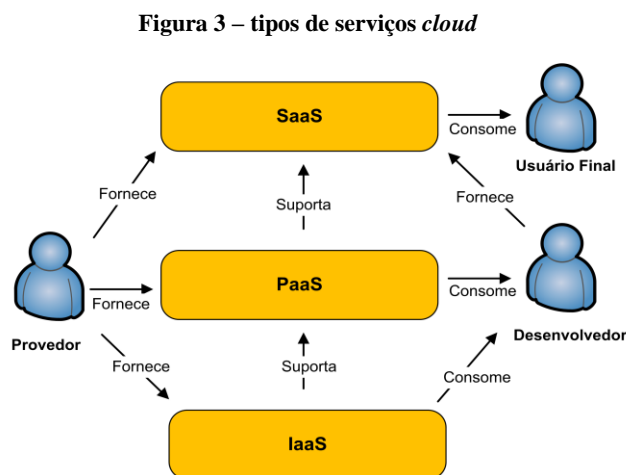 Figura 3 – tipos de serviços cloud
SaaS
Consome
Usuário Final
Fornece
Suporta
Fornece
PaaS
Fornece
Consome
Provedor
Desenvolvedor
Fornece
Suporta
Consome
IaaS